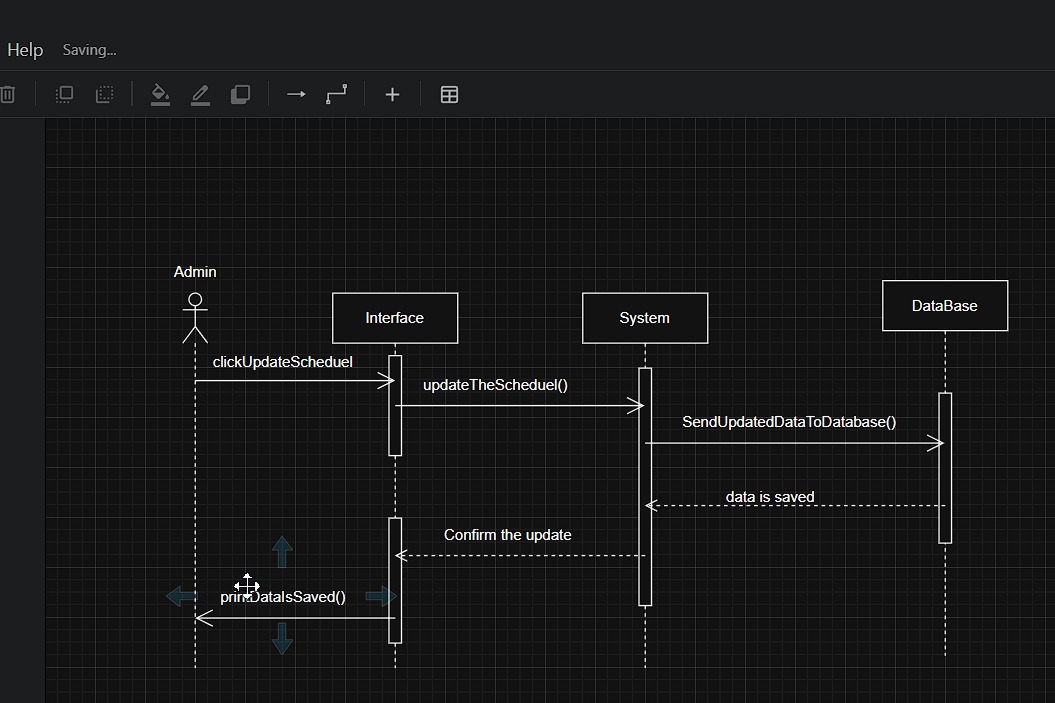 Help
Saving...
Admin
Interface
System
DataBase
clickUpdateScheduel
updateTheScheduel()
SendUpdatedDataToDatabase()
data is saved
Confirm the update
printDataIsSaved()